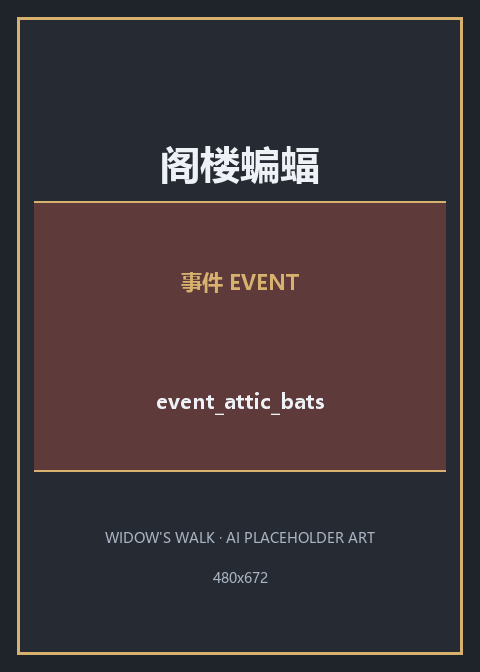 阁楼蝙蝠
事件 EVENT
event_attic_bats
WIDOW'S WALK · AI PLACEHOLDER ART
480x672